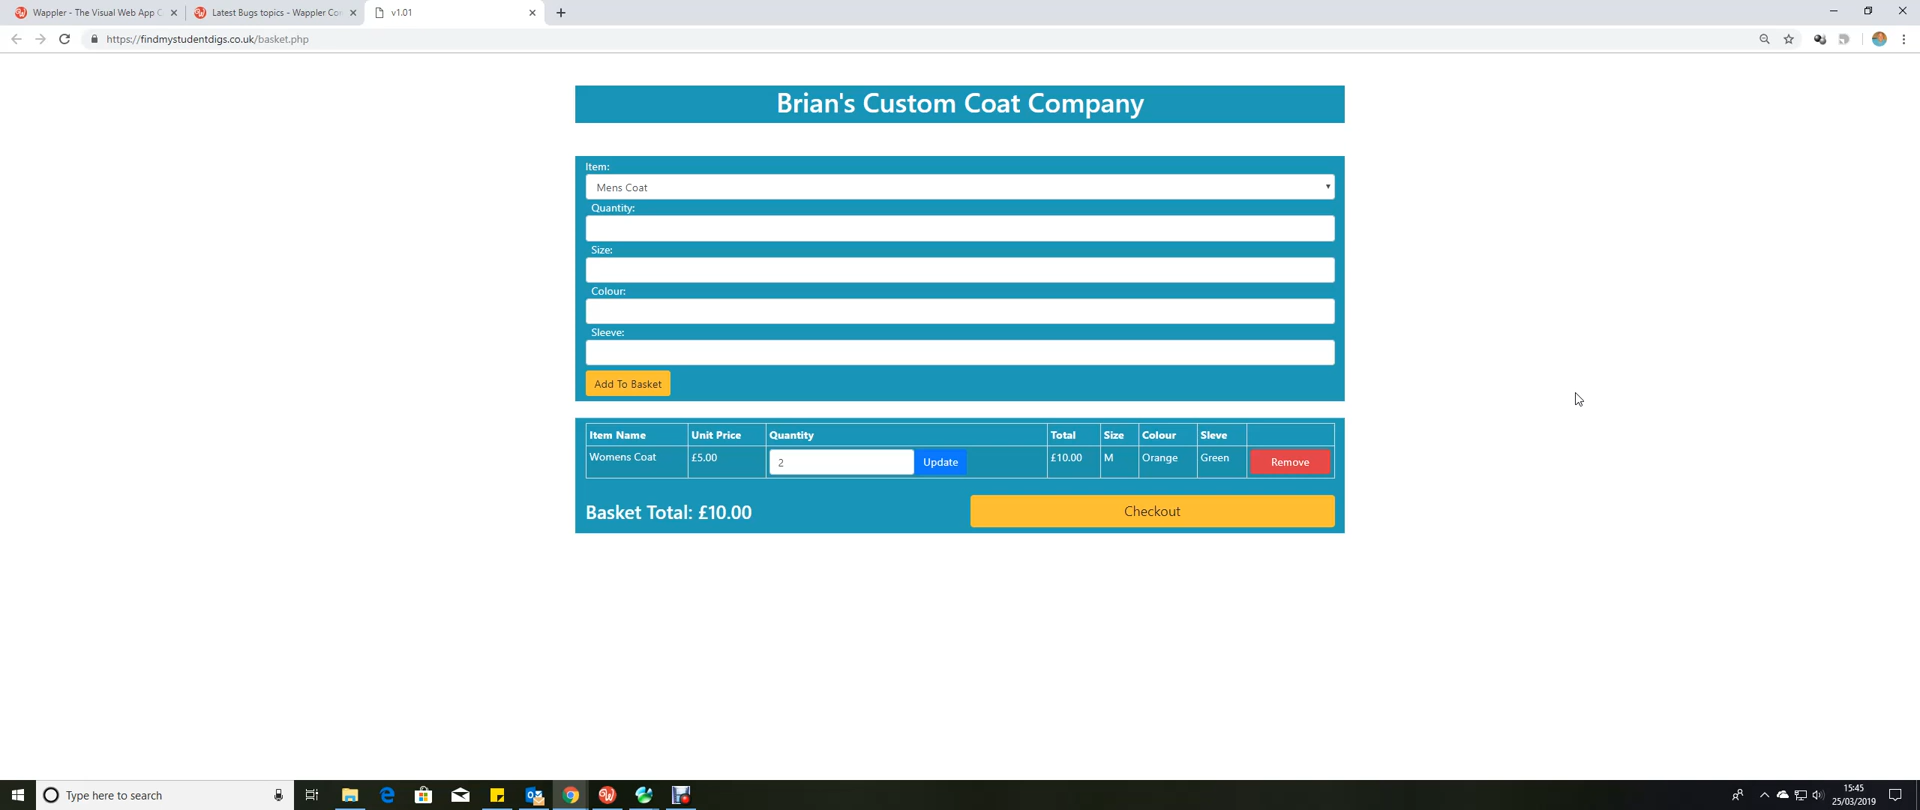 Wappler - The Visual Web App C
Latest Bugs topics - Wappler Con
v1.01
https://findmystudentdigs.co.uk/basket.php
Brian's Custom Coat Company
Item:
Mens Coat
Quantity:
Size:
Colour:
Sleeve:
Add To Basket
Item Name Unit Price Quantity Total Size Colour Sleve
Womens Coat £5.00 2 Update £10.00 M Orange Green Remove
Basket Total: £10.00 Checkout
Type here to search
15:45
25/03/2019